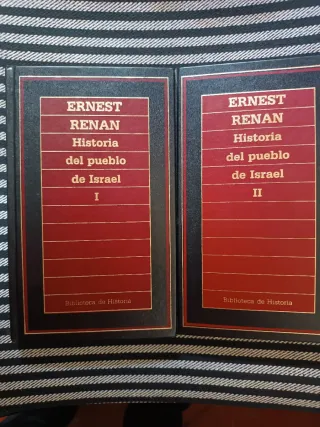 ERNEST
RENAN
Historia
del pueblo
de Israel
I
Biblioteca de Historia
ERNEST
RENAN
Historia
del pueblo
de Israel
II
Biblioteca de Historia